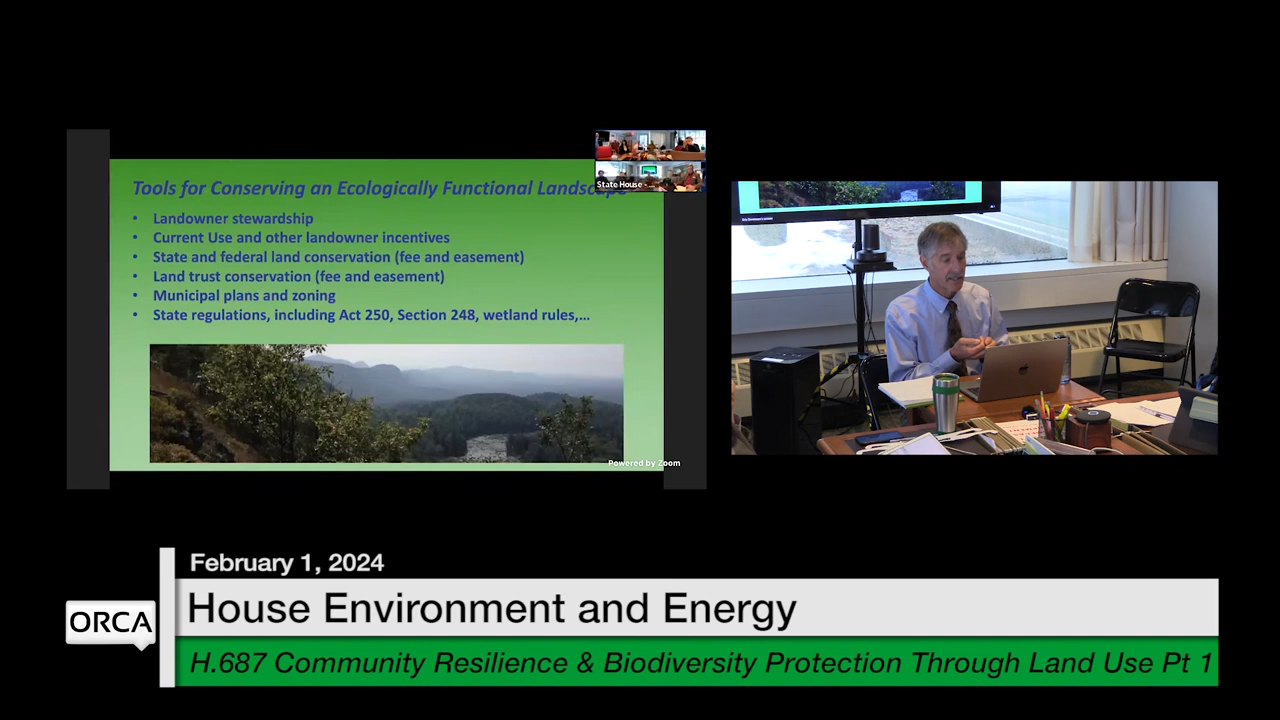 Tools for Conserving an Ecologically Functional Landscape
State House - ...
• Landowner stewardship
• Current Use and other landowner incentives
• State and federal land conservation (fee and easement)
• Land trust conservation (fee and easement)
• Municipal plans and zoning
• State regulations, including Act 250, Section 248, wetland rules,...
Powered by Zoom
February 1, 2024
House Environment and Energy
ORCA
H.687 Community Resilience & Biodiversity Protection Through Land Use Pt 1